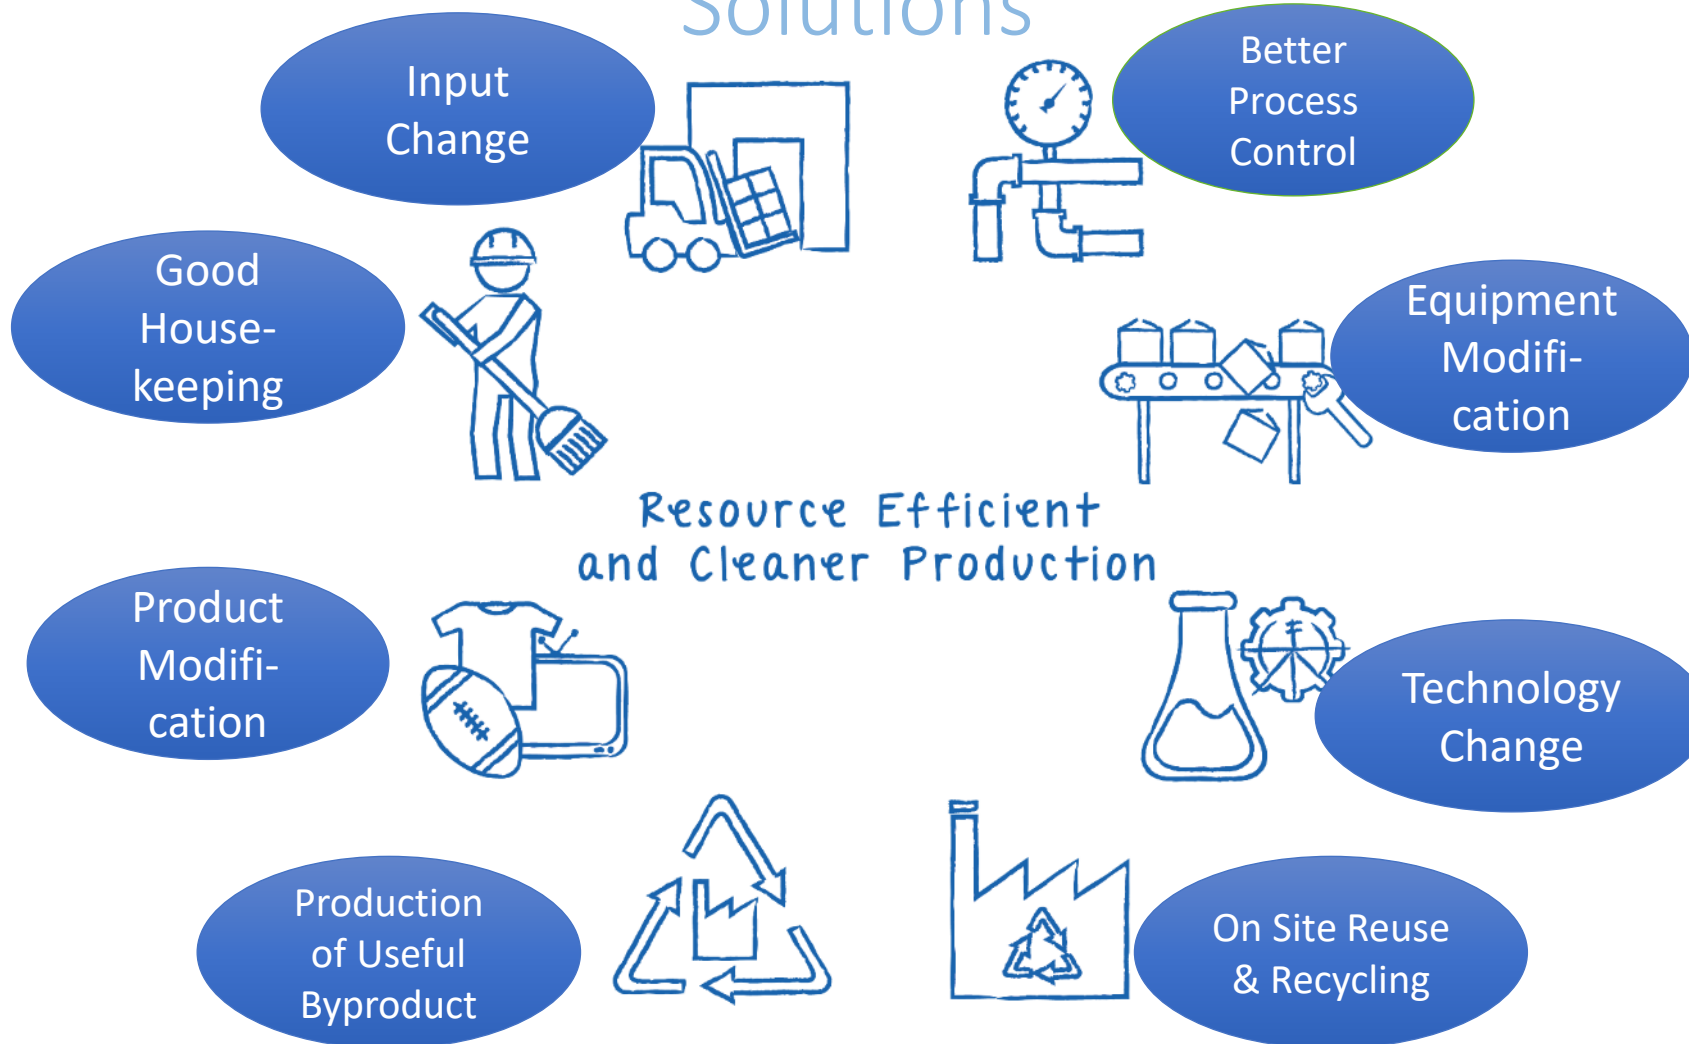 Solutions
Input
Change
Better
Process
Control
Good
House-
keeping
Equipment
Modifi-
cation
Resource Efficient
and Cleaner Production
Product
Modifi-
cation
Technology
Change
Production
of Useful
Byproduct
On Site Reuse
& Recycling